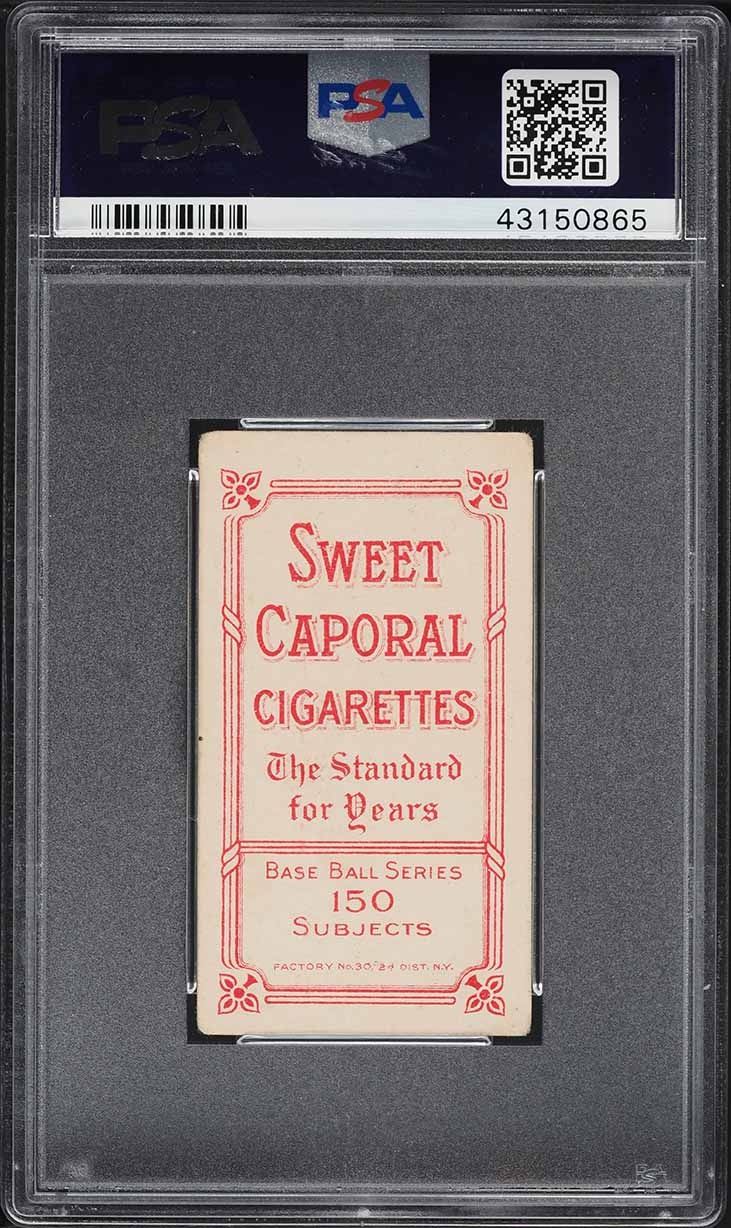 PSA
PSA
43150865
SWEET
CAPORAL
CIGARETTES
The Standard
for Years
BASE BALL SERIES
150
SUBJECTS
FACTORY No. 30, 2d DIST. N.Y.
PSA